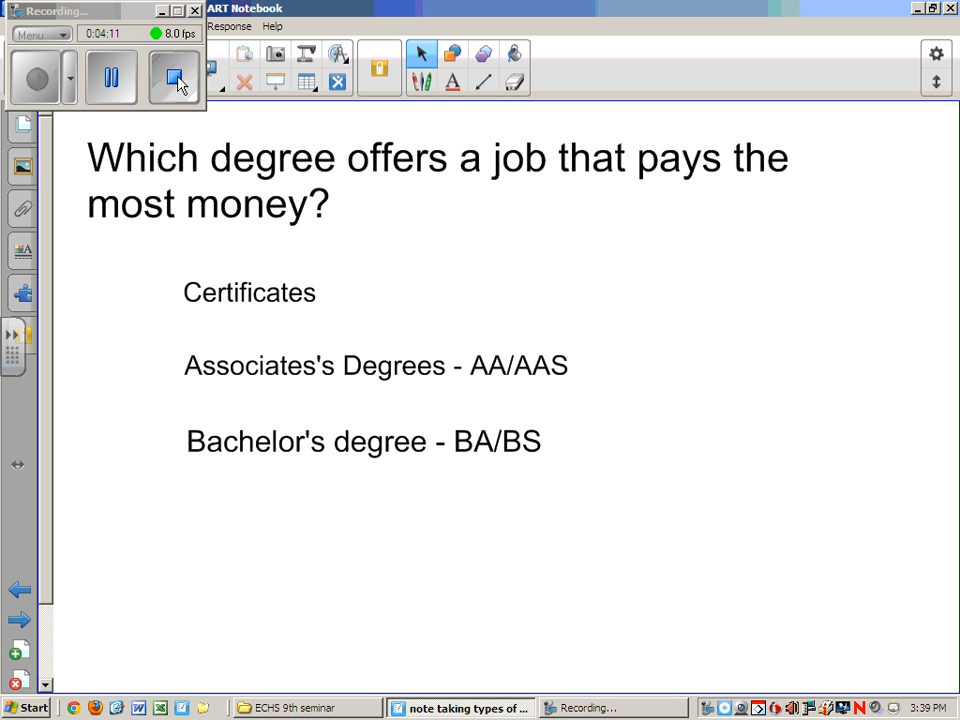 Recording...
ART Notebook
Response Help
Menu
0:04:11
8.0 fps
Which degree offers a job that pays the
most money?
Certificates
Associates's Degrees - AA/AAS
Bachelor's degree - BA/BS
Start
ECHS 9th seminar
note taking types of ...
Recording...
3:39 PM